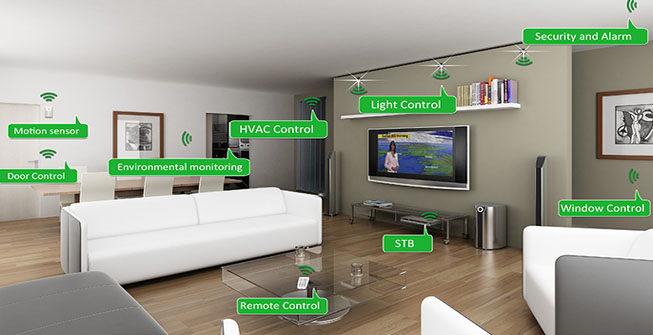 Security and Alarm
Light Control
HVAC Control
Motion sensor
Environmental monitoring
Door Control
Window Control
STB
Remote Control